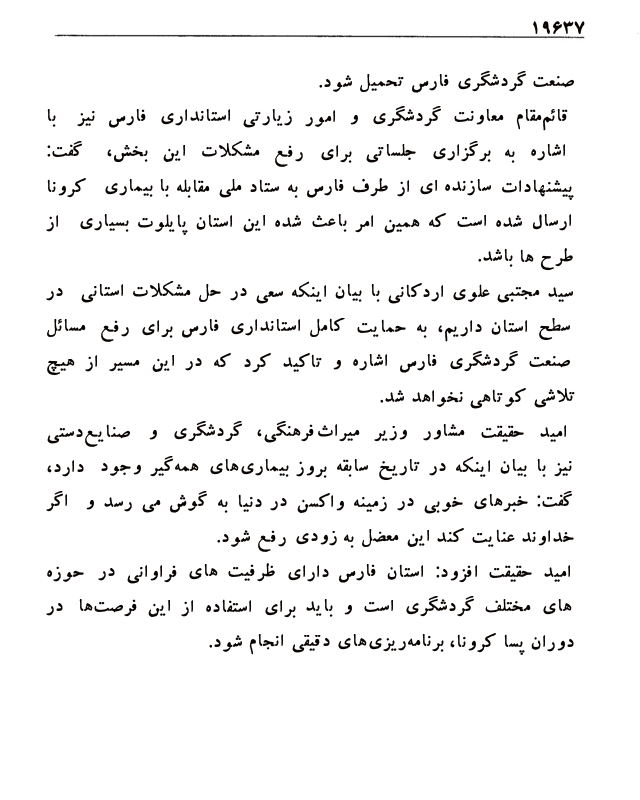 ۱۹۶۳۷
صنعت گردشگری فارس تحمیل شود.
قائم‌مقام معاونت گردشگری و امور زیارتی استانداری فارس نیز با
اشاره به برگزاری جلساتی برای رفع مشکلات این بخش، گفت:
پیشنهادات سازنده ای از طرف فارس به ستاد ملی مقابله با بیماری کرونا
ارسال شده است که همین امر باعث شده این استان پایلوت بسیاری از
طرح ها باشد.
سید مجتبی علوی اردکانی با بیان اینکه سعی در حل مشکلات استانی در
سطح استان داریم، به حمایت کامل استانداری فارس برای رفع مسائل
صنعت گردشگری فارس اشاره و تاکید کرد که در این مسیر از هیچ
تلاشی کوتاهی نخواهد شد.
امید حقیقت مشاور وزیر میراث‌فرهنگی، گردشگری و صنایع‌دستی
نیز با بیان اینکه در تاریخ سابقه بروز بیماری‌های همه‌گیر وجود دارد،
گفت: خبرهای خوبی در زمینه واکسن در دنیا به گوش می رسد و اگر
خداوند عنایت کند این معضل به زودی رفع شود.
امید حقیقت افزود: استان فارس دارای ظرفیت های فراوانی در حوزه
های مختلف گردشگری است و باید برای استفاده از این فرصت‌ها در
دوران پسا کرونا، برنامه‌ریزی‌های دقیقی انجام شود.